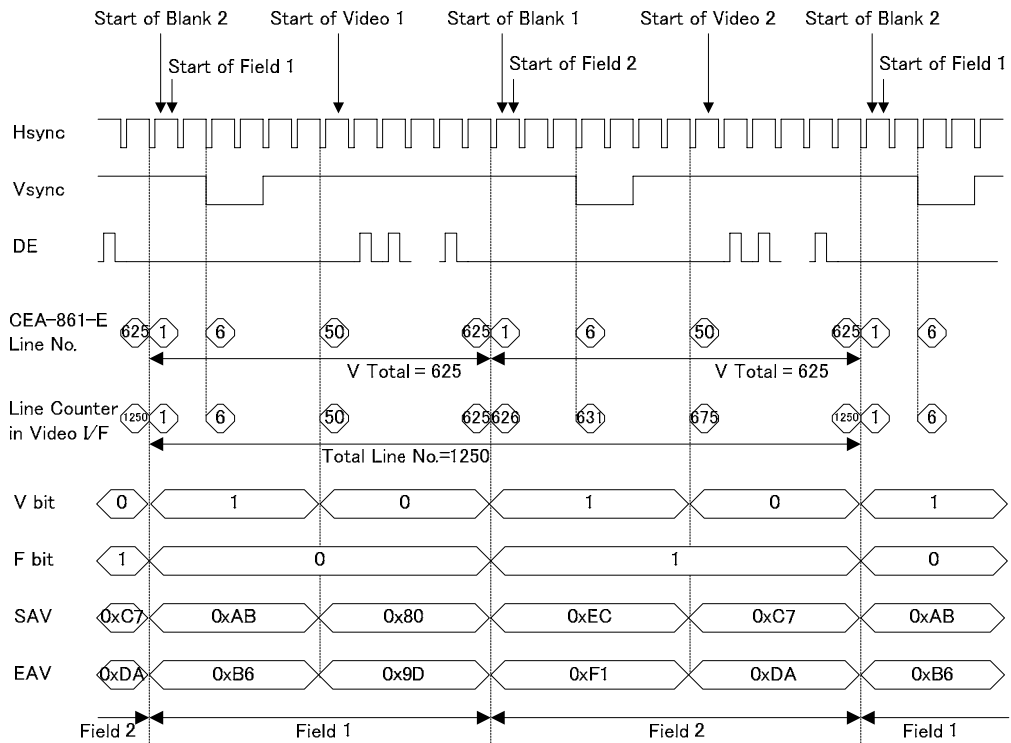 Start of Blank 2 Start of Video 1 Start of Blank 1 Start of Video 2 Start of Blank 2
Start of Field 1 Start of Field 2 Start of Field 1
Hsync
Vsync
DE
CEA-861-E
Line No.
625 1 6 50 625 1 6 50 625 1 6
V Total = 625 V Total = 625
Line Counter
in Video I/F
1250 1 6 50 625 626 631 675 1250 1 6
Total Line No.=1250
V bit 0 1 0 1 0 1
F bit 1 0 1 0
SAV 0xC7 0xAB 0x80 0xEC 0xC7 0xAB
EAV 0xDA 0xB6 0x9D 0xF1 0xDA 0xB6
Field 2 Field 1 Field 2 Field 1